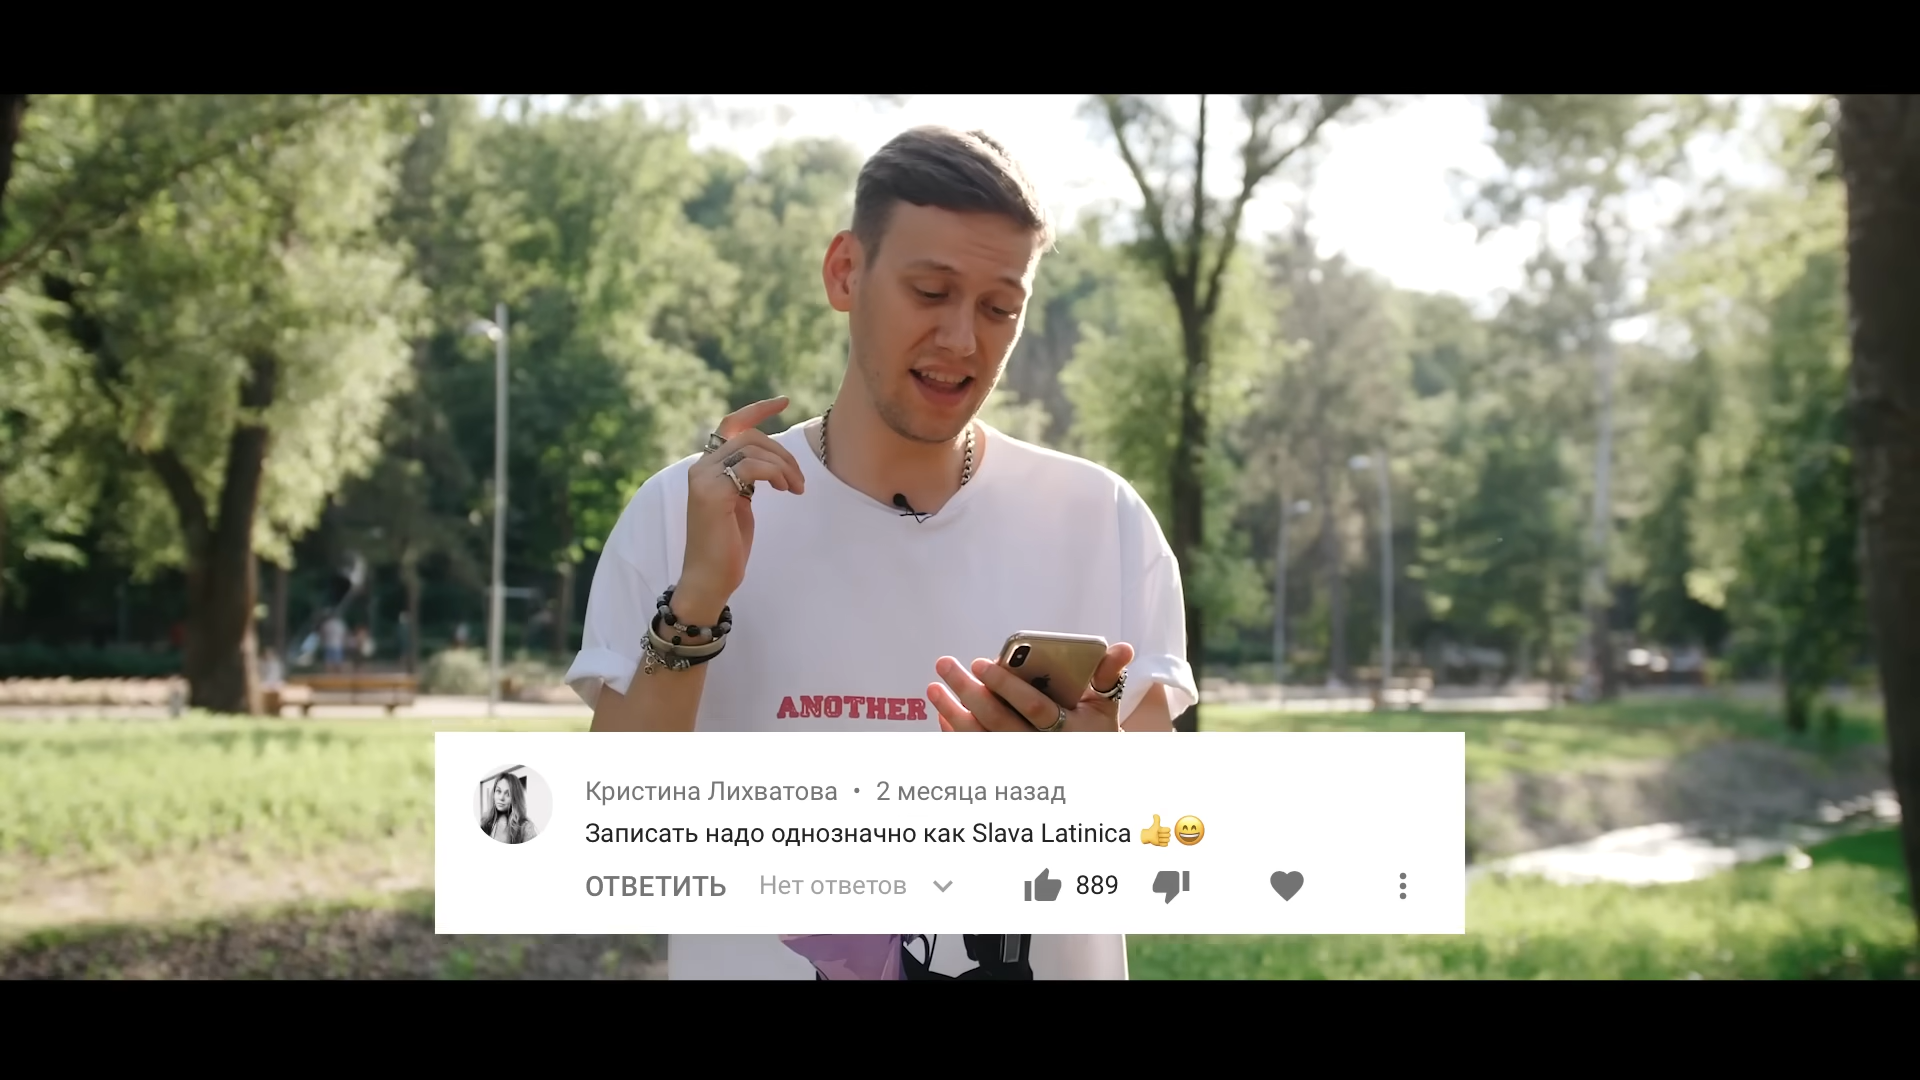 ANOTHER
Кристина Лихватова • 2 месяца назад
Записать надо однозначно как Slava Latinica 👍😄
ОТВЕТИТЬ Нет ответов 889